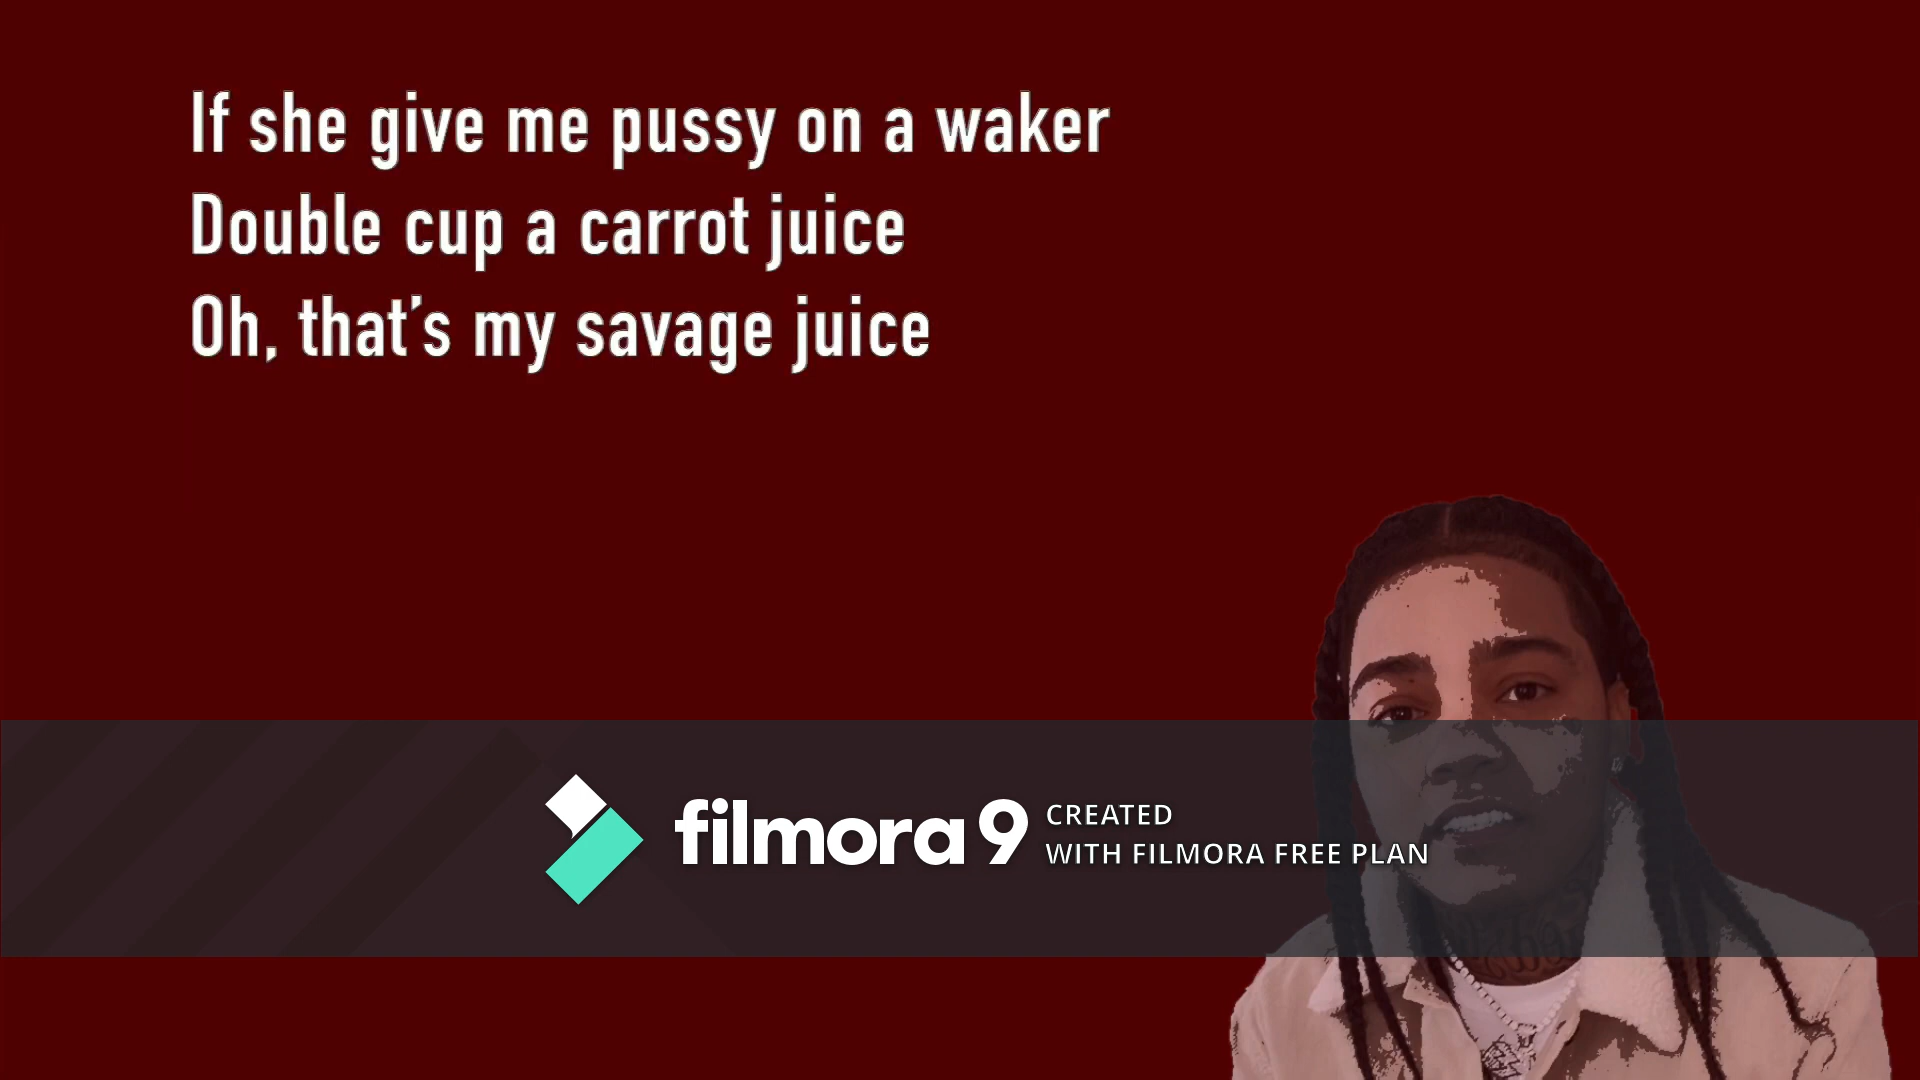 If she give me pussy on a waker
Double cup a carrot juice
Oh, that's my savage juice
filmora 9
CREATED
WITH FILMORA FREE PLAN